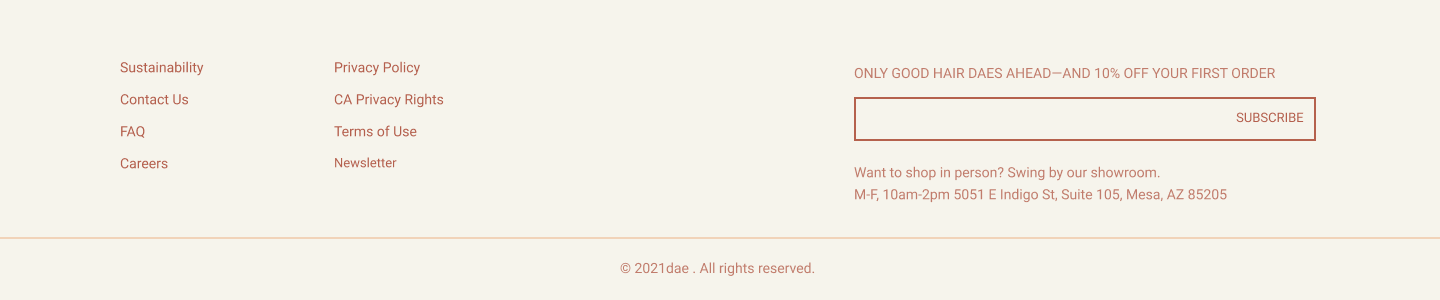 Sustainability
Contact Us
FAQ
Careers
Privacy Policy
CA Privacy Rights
Terms of Use
Newsletter
ONLY GOOD HAIR DAES AHEAD—AND 10% OFF YOUR FIRST ORDER
SUBSCRIBE
Want to shop in person? Swing by our showroom.
M-F, 10am-2pm 5051 E Indigo St, Suite 105, Mesa, AZ 85205
© 2021dae . All rights reserved.